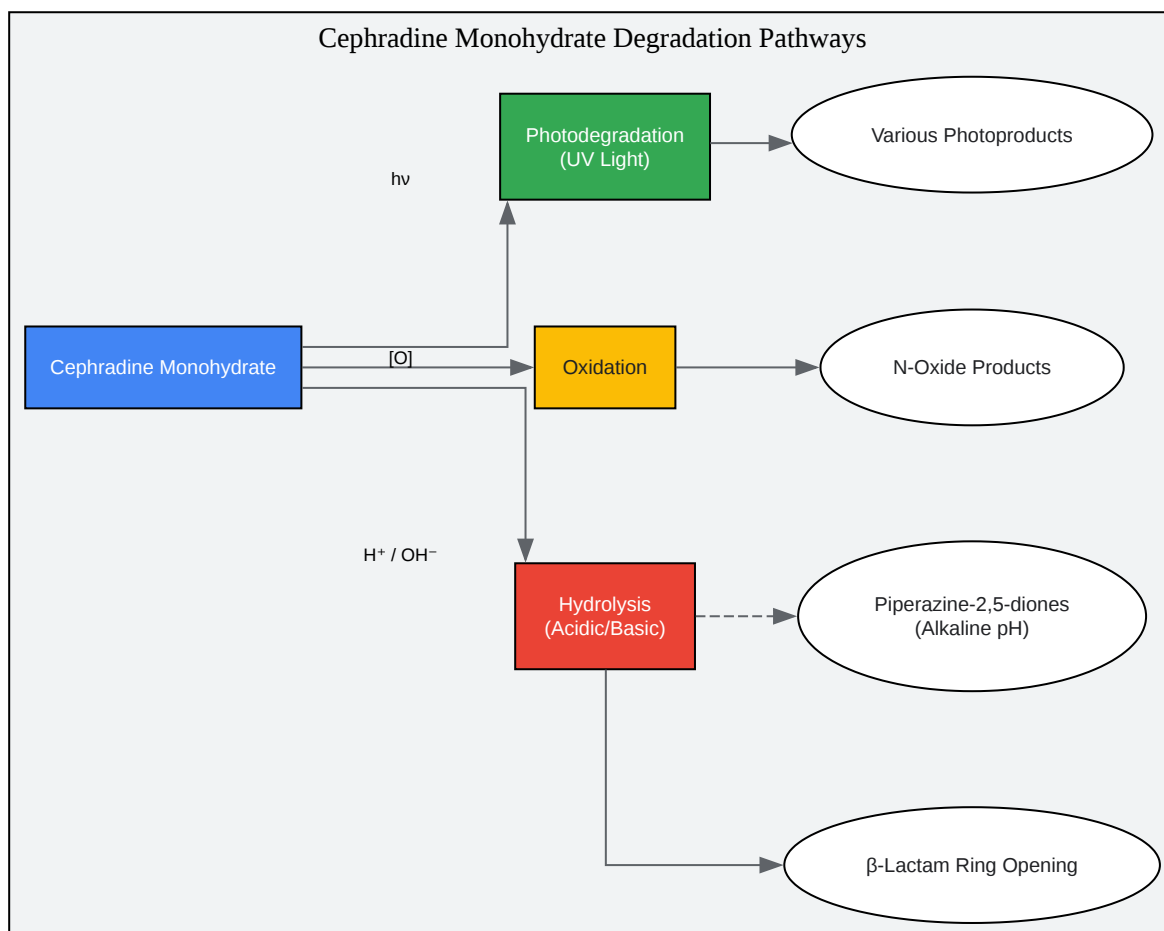 Cephradine Monohydrate Degradation Pathways
Photodegradation
(UV Light)
Various Photoproducts
hν
Cephradine Monohydrate
[O]
Oxidation
N-Oxide Products
H⁺ / OH⁻
Hydrolysis
(Acidic/Basic)
Piperazine-2,5-diones
(Alkaline pH)
β-Lactam Ring Opening